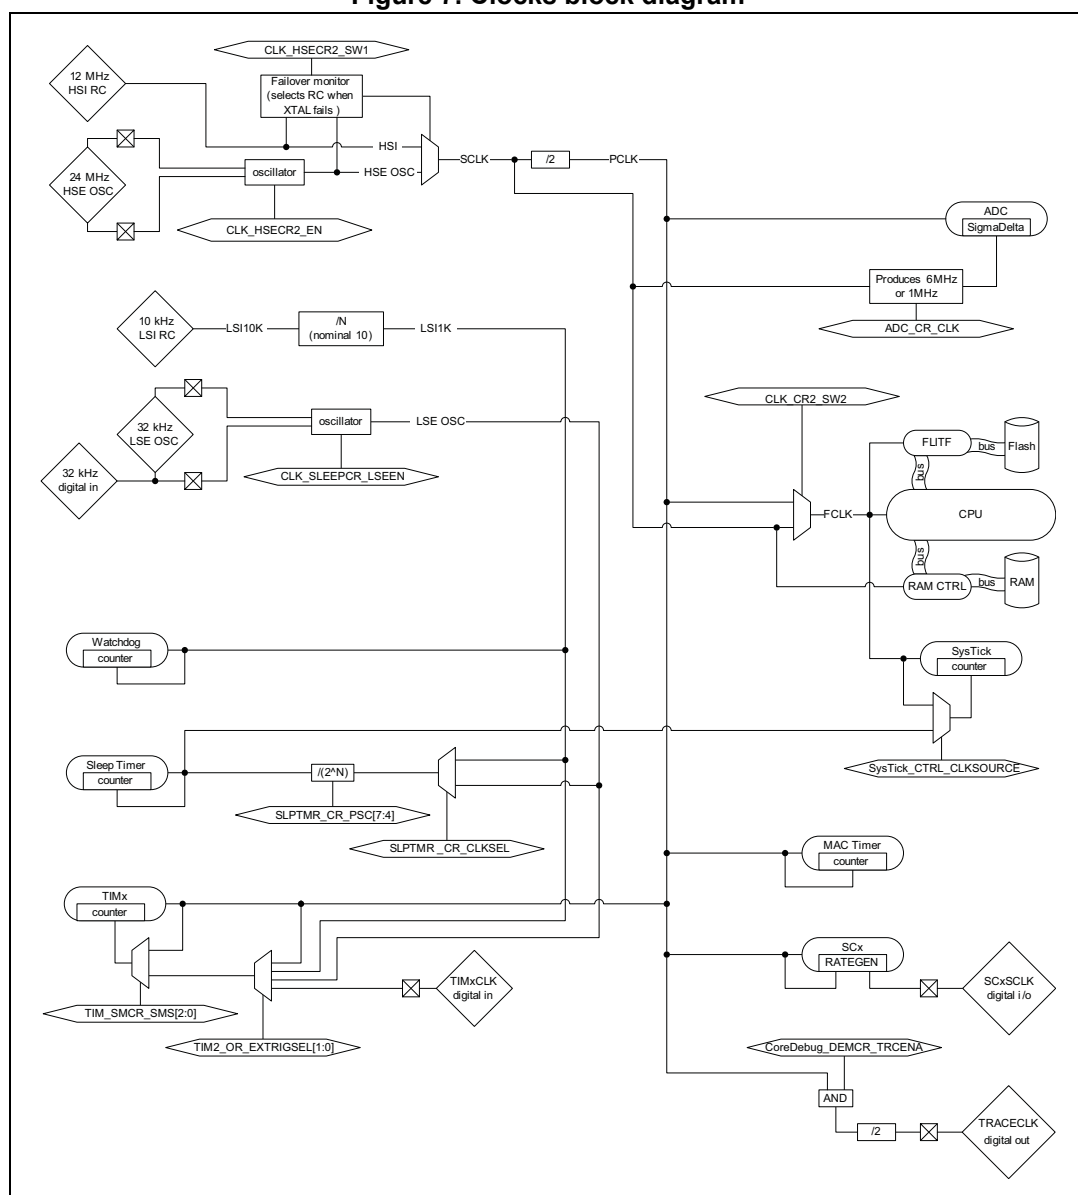 Figure 7. Clocks block diagram
CLK_HSECR2_SW1
12 MHz
HSI RC
Failover monitor
(selects RC when
XTAL fails )
HSI
SCLK
/2
PCLK
24 MHz
HSE OSC
oscillator
HSE OSC
CLK_HSECR2_EN
ADC
SigmaDelta
Produces 6MHz
or 1MHz
ADC_CR_CLK
10 kHz
LSI RC
LSI10K
/N
(nominal 10)
LSI1K
CLK_CR2_SW2
32 kHz
LSE OSC
oscillator
LSE OSC
32 kHz
digital in
CLK_SLEEPCR_LSEEN
FLITF
bus
Flash
bus
FCLK
CPU
bus
RAM CTRL
bus
RAM
Watchdog
counter
SysTick
counter
Sleep Timer
counter
/(2^N)
SysTick_CTRL_CLKSOURCE
SLPTMR_CR_PSC[7:4]
SLPTMR_CR_CLKSEL
MAC Timer
counter
TIMx
counter
SCx
RATEGEN
TIMxCLK
digital in
SCxSCLK
digital i/o
TIM_SMCR_SMS[2:0]
TIM2_OR_EXTRIGSEL[1:0]
CoreDebug_DEMCR_TRCENA
AND
/2
TRACECLK
digital out